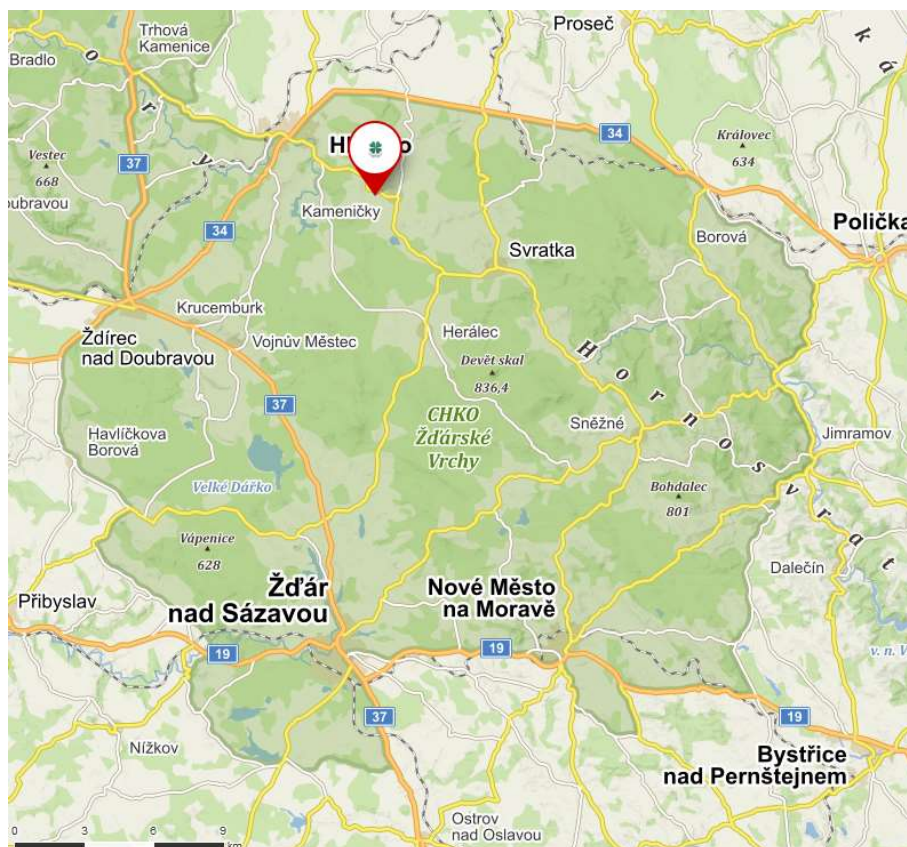 Proseč
Trhová
Kamenice
Bradlo
k
á
o
r
y
34
Královec
634
37
Vestec
668
oubravou
Kameničky
34
Polička
Borová
Svratka
Krucemburk
Ždírec
nad Doubravou
Vojnův Městec
Herálec
Devět skal
836,4
H
o
r
n
o
s
v
r
a
t
37
CHKO
Žďárské
Vrchy
Sněžné
Havlíčkova
Borová
Jimramov
Velké Dářko
Bohdalec
801
Vápenice
628
Dalečín
Žďár
nad Sázavou
Nové Město
na Moravě
Přibyslav
19
19
v. n. V
37
19
Nížkov
Bystřice
nad Pernštejnem
Ostrov
nad Oslavou
0 3 6 9
km